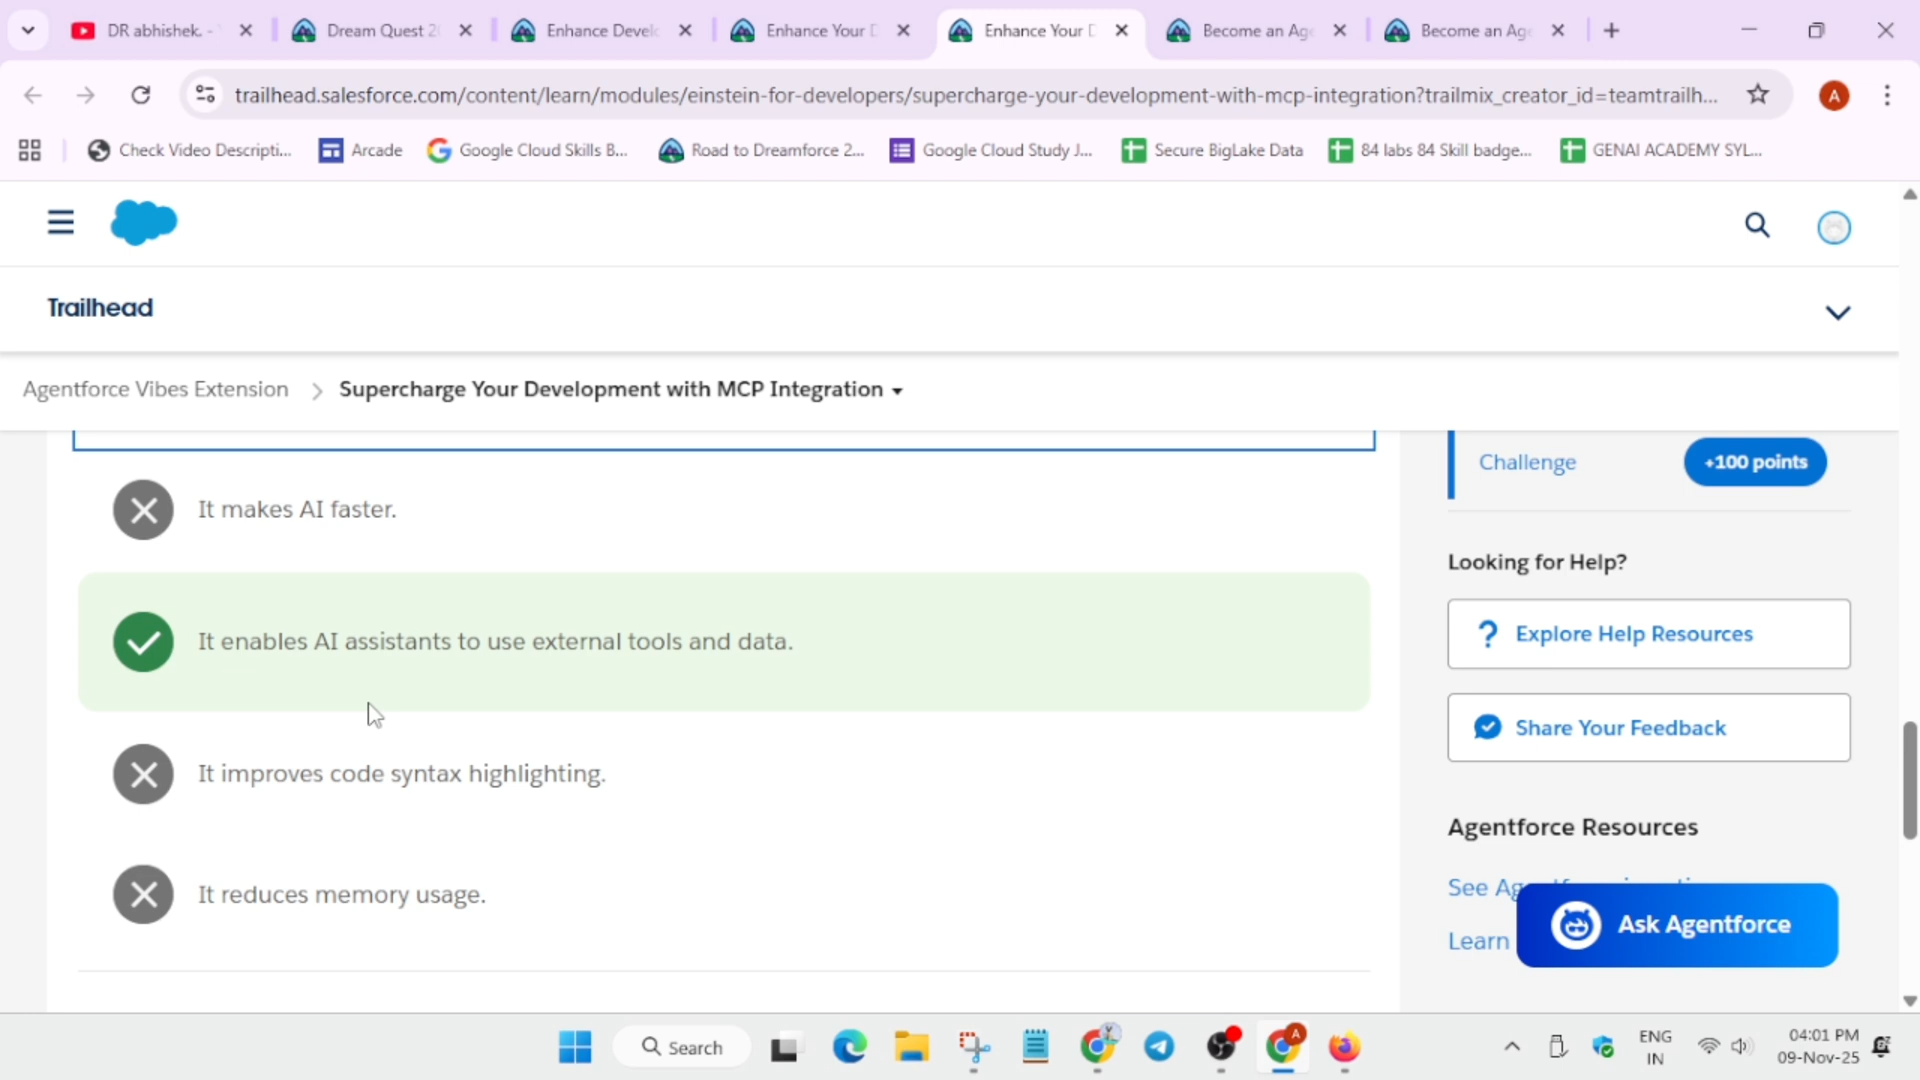 DR abhishek. -
Dream Quest 2
Enhance Develo
Enhance Your D
Enhance Your D
Become an Age
Become an Age
trailhead.salesforce.com/content/learn/modules/einstein-for-developers/supercharge-your-development-with-mcp-integration?trailmix_creator_id=teamtrailh...
A
Check Video Descripti...
Arcade
Google Cloud Skills B...
Road to Dreamforce 2...
Google Cloud Study J...
Secure BigLake Data
84 labs 84 Skill badge...
GENAI ACADEMY SYL...
Trailhead
Agentforce Vibes Extension
Supercharge Your Development with MCP Integration
It makes AI faster.
It enables AI assistants to use external tools and data.
It improves code syntax highlighting.
It reduces memory usage.
Challenge
+100 points
Looking for Help?
Explore Help Resources
Share Your Feedback
Agentforce Resources
See
Learn
Ask Agentforce
Search
ENG
IN
04:01 PM
09-Nov-25